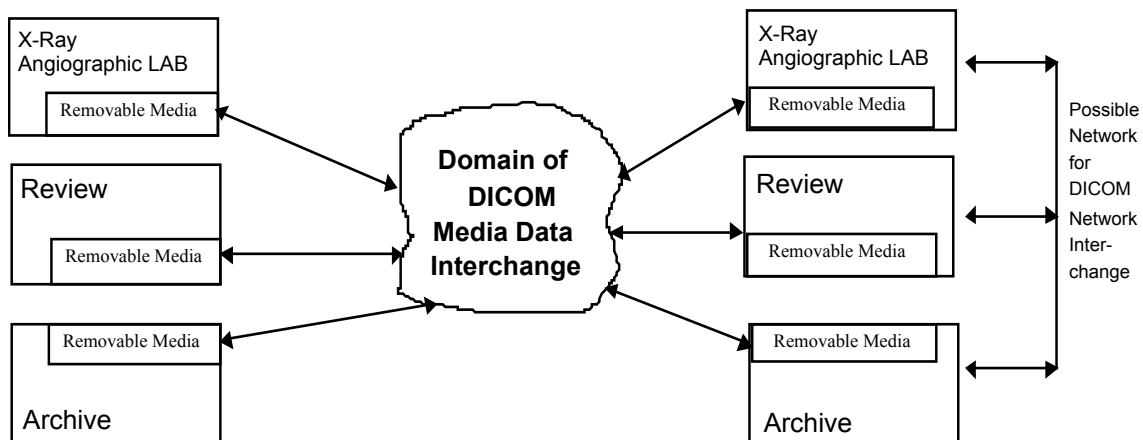 X-Ray
Angiographic LAB
Removable Media
Review
Removable Media
Removable Media
Archive
Domain of
DICOM
Media Data
Interchange
X-Ray
Angiographic LAB
Removable Media
Review
Removable Media
Removable Media
Archive
Possible
Network
for
DICOM
Network
Inter-
change